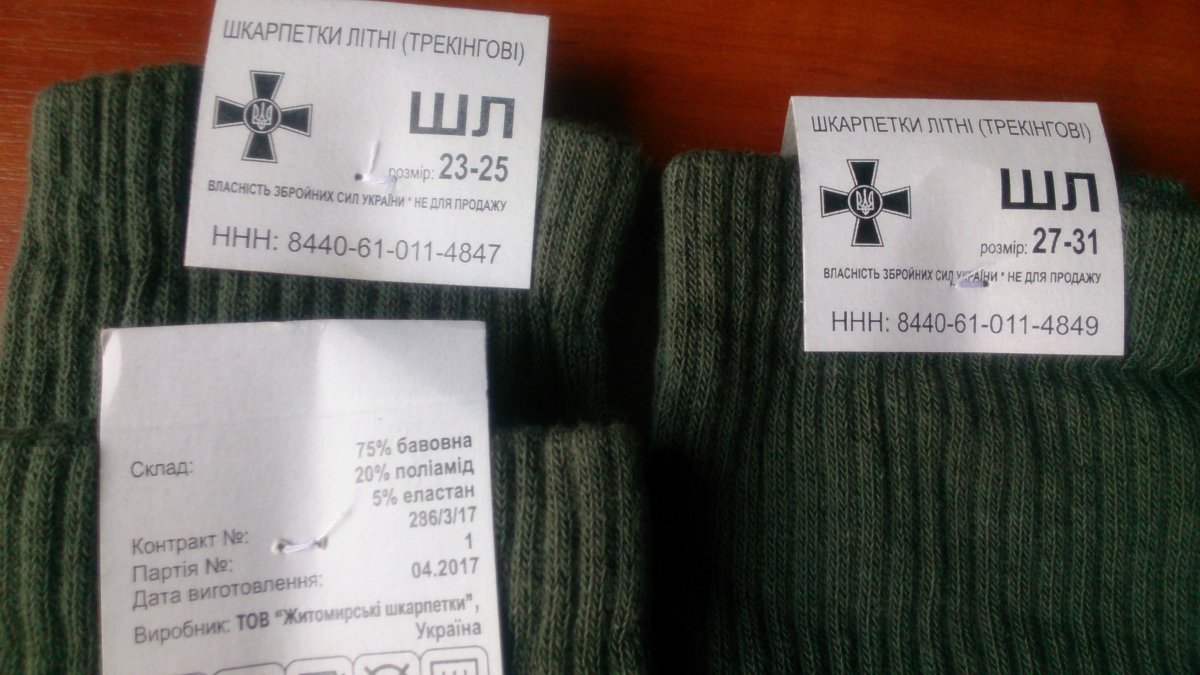 ШКАРПЕТКИ ЛІТНІ (ТРЕКІНГОВІ)
ШЛ
розмір: 23-25
ВЛАСНІСТЬ ЗБРОЙНИХ СИЛ УКРАЇНИ * НЕ ДЛЯ ПРОДАЖУ
ННН: 8440-61-011-4847
ШКАРПЕТКИ ЛІТНІ (ТРЕКІНГОВІ)
ШЛ
розмір: 27-31
ВЛАСНІСТЬ ЗБРОЙНИХ СИЛ УКРАЇНИ * НЕ ДЛЯ ПРОДАЖУ
ННН: 8440-61-011-4849
Склад: 75% бавовна
20% поліамід
5% еластан
Контракт №: 286/3/17
Партія №: 1
Дата виготовлення: 04.2017
Виробник: ТОВ "Житомирські шкарпетки",
Україна